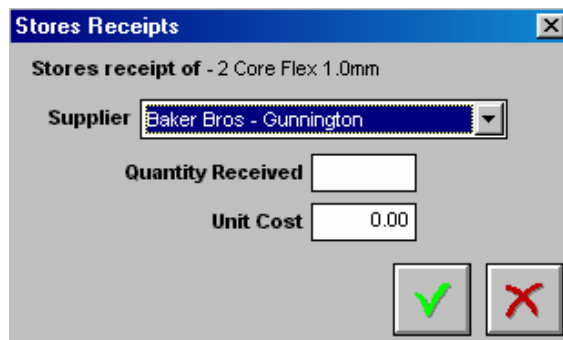 Stores Receipts
Stores receipt of - 2 Core Flex 1.0mm
Supplier Baker Bros - Gunnington
Quantity Received
Unit Cost 0.00